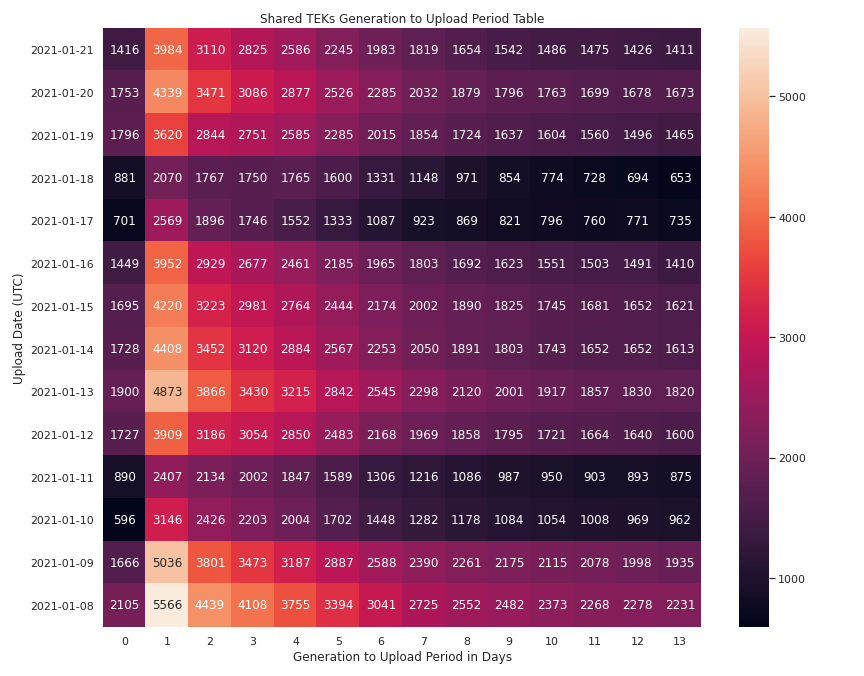 Shared TEKs Generation to Upload Period Table
2021-01-21 1416 3984 3110 2825 2586 2245 1983 1819 1654 1542 1486 1475 1426 1411
2021-01-20 1753 4339 3471 3086 2877 2526 2285 2032 1879 1796 1763 1699 1678 1673
2021-01-19 1796 3620 2844 2751 2585 2285 2015 1854 1724 1637 1604 1560 1496 1465
2021-01-18 881 2070 1767 1750 1765 1600 1331 1148 971 854 774 728 694 653
2021-01-17 701 2569 1896 1746 1552 1333 1087 923 869 821 796 760 771 735
2021-01-16 1449 3952 2929 2677 2461 2185 1965 1803 1692 1623 1551 1503 1491 1410
2021-01-15 1695 4220 3223 2981 2764 2444 2174 2002 1890 1825 1745 1681 1652 1621
2021-01-14 1728 4408 3452 3120 2884 2567 2253 2050 1891 1803 1743 1652 1652 1613
2021-01-13 1900 4873 3866 3430 3215 2842 2545 2298 2120 2001 1917 1857 1830 1820
2021-01-12 1727 3909 3186 3054 2850 2483 2168 1969 1858 1795 1721 1664 1640 1600
2021-01-11 890 2407 2134 2002 1847 1589 1306 1216 1086 987 950 903 893 875
2021-01-10 596 3146 2426 2203 2004 1702 1448 1282 1178 1084 1054 1008 969 962
2021-01-09 1666 5036 3801 3473 3187 2887 2588 2390 2261 2175 2115 2078 1998 1935
2021-01-08 2105 5566 4439 4108 3755 3394 3041 2725 2552 2482 2373 2268 2278 2231
0 1 2 3 4 5 6 7 8 9 10 11 12 13
Generation to Upload Period in Days
Upload Date (UTC)
5000
4000
3000
2000
1000